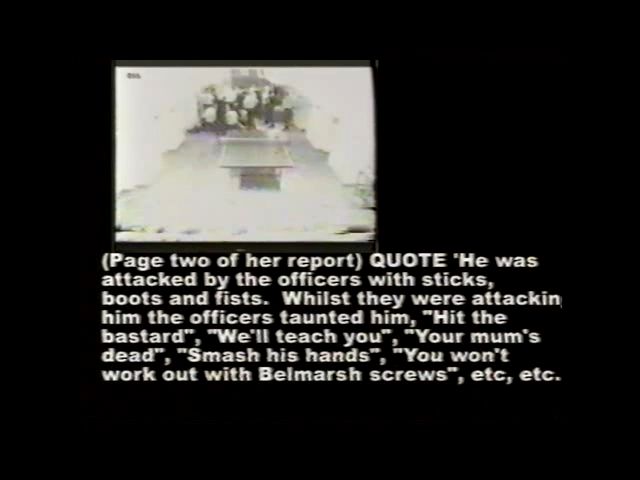 (Page two of her report) QUOTE 'He was
attacked by the officers with sticks,
boots and fists.  Whilst they were attackin
him the officers taunted him, "Hit the
bastard", "We'll teach you", "Your mum's
dead", "Smash his hands", "You won't
work out with Belmarsh screws", etc, etc.